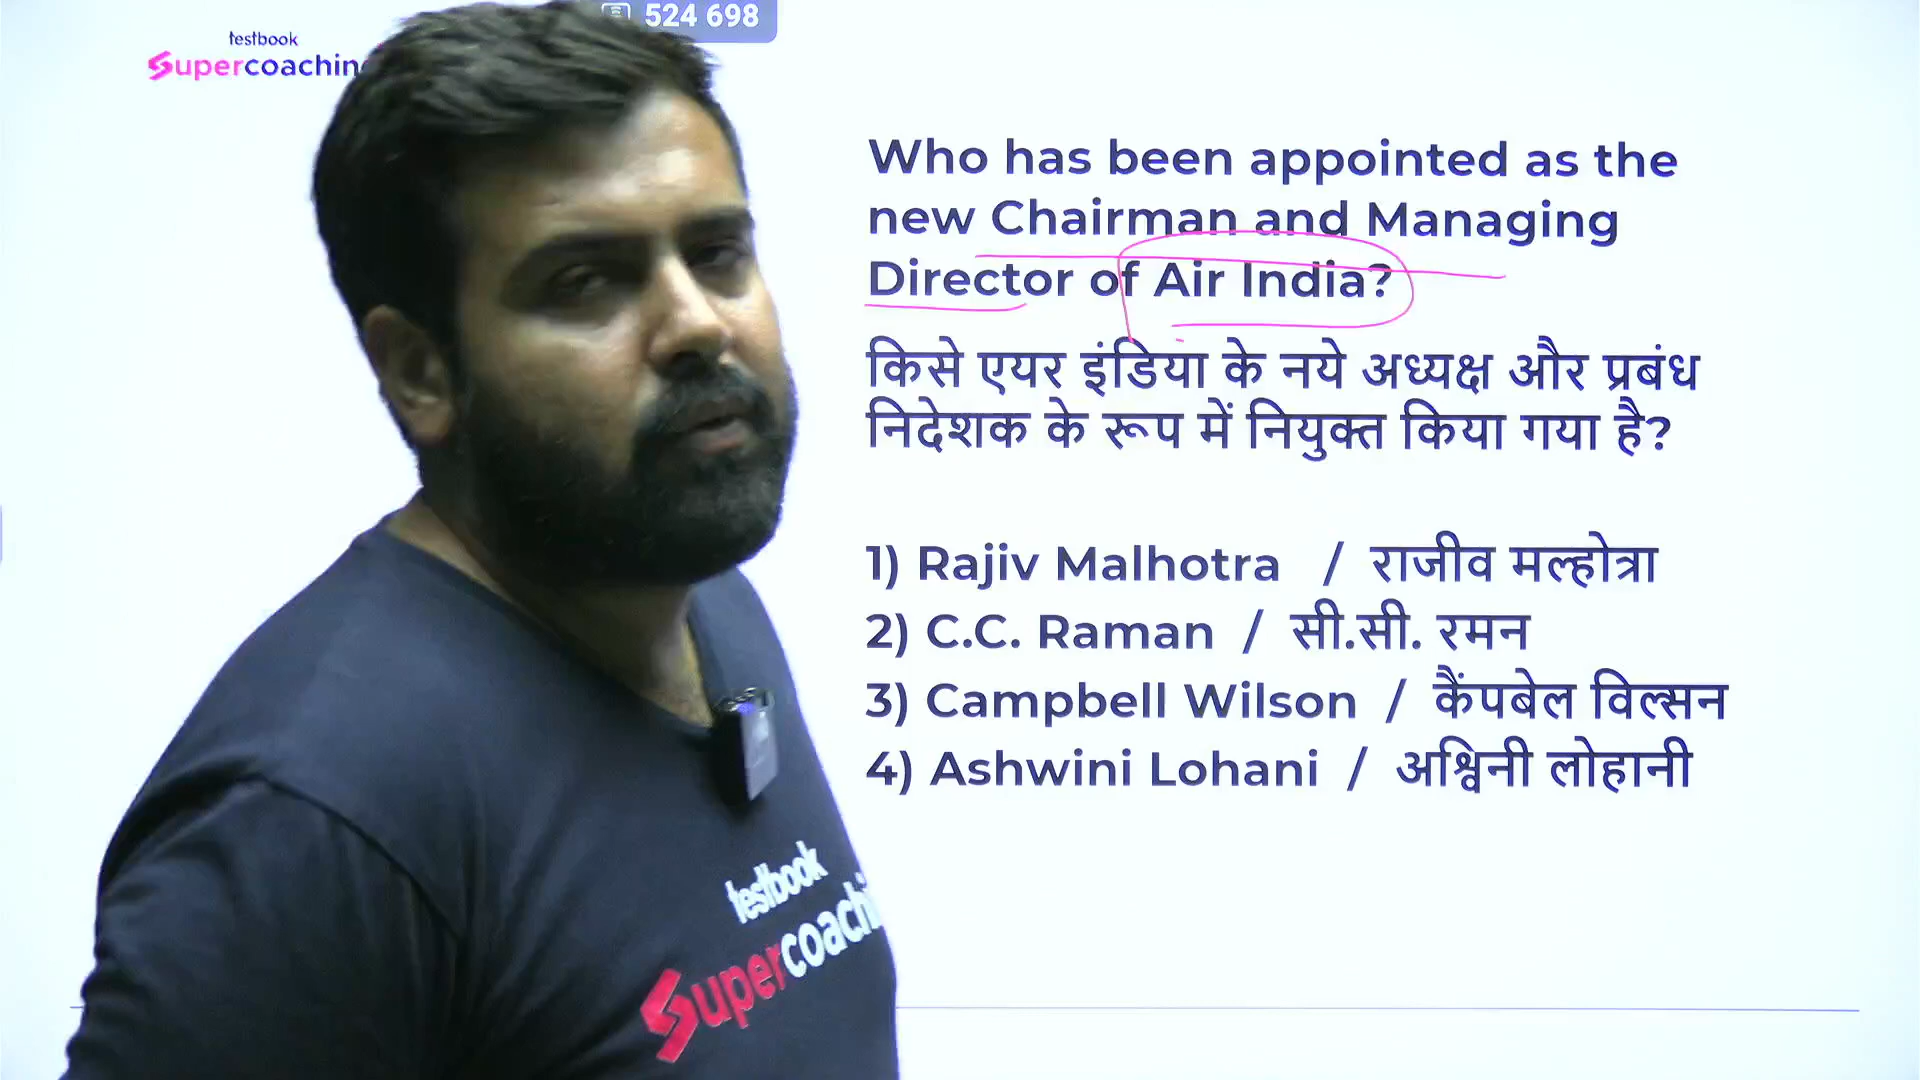 524 698
testbook
Supercoachin
Who has been appointed as the
new Chairman and Managing
Director of Air India?
किसे एयर इंडिया के नये अध्यक्ष और प्रबंध
निदेशक के रूप में नियुक्त किया गया है?
1) Rajiv Malhotra / राजीव मल्होत्रा
2) C.C. Raman / सी.सी. रमन
3) Campbell Wilson / कैंपबेल विल्सन
4) Ashwini Lohani / अश्विनी लोहानी
testbook
Supercoachi